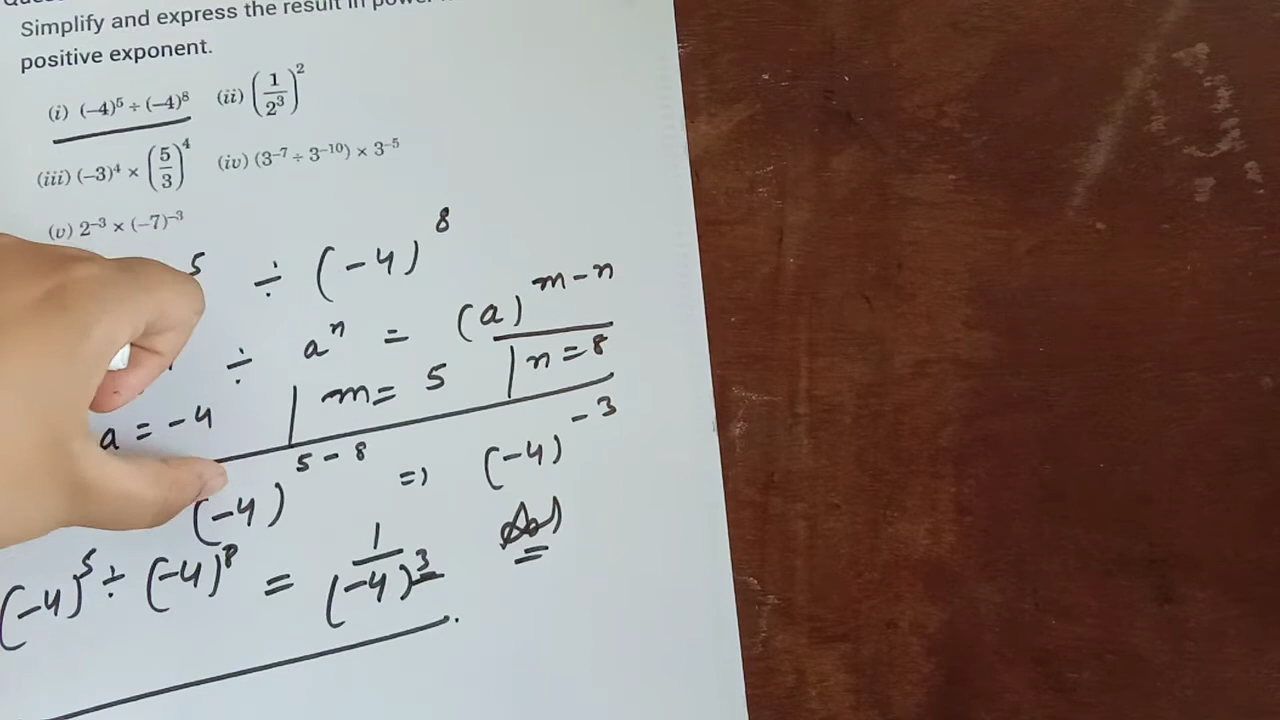 Simplify and express the result in power
positive exponent.
(i) (−4)⁵ ÷ (−4)⁸ (ii) (1/2³)²
(iii) (−3)⁴ × (5/3)⁴ (iv) (3⁻⁷ ÷ 3⁻¹⁰) × 3⁻⁵
(v) 2⁻³ × (−7)⁻³
⁵ ÷ (−4)⁸
÷ aⁿ = (a)ᵐ⁻ⁿ
a = −4 | m = 5 | n = 8
(−4)⁵⁻⁸ => (−4)⁻³
(−4)⁵ ÷ (−4)⁸ = 1/(−4)³